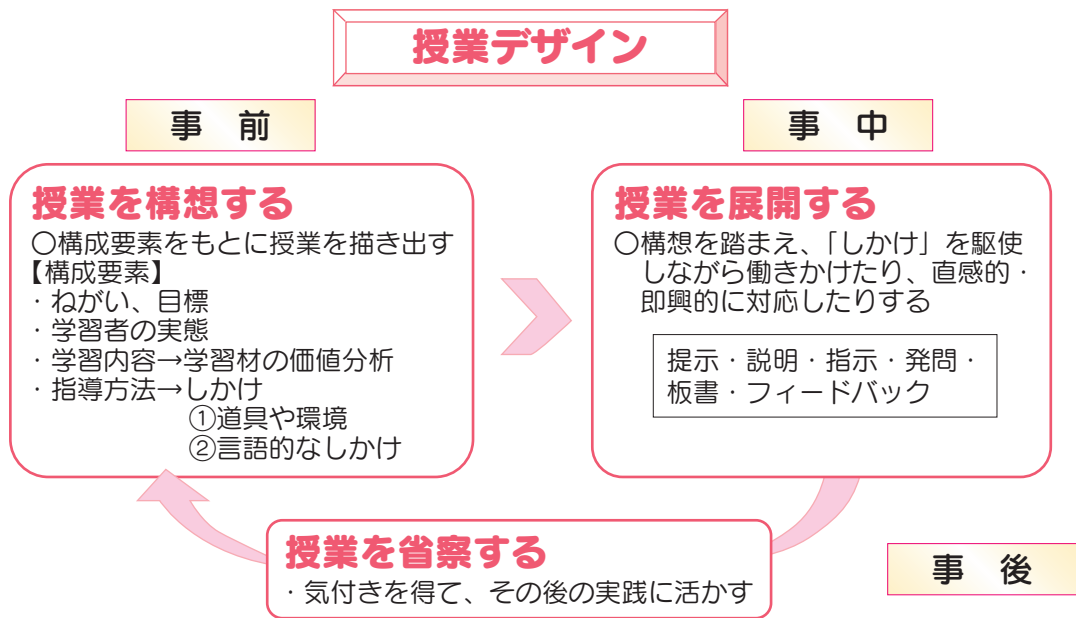 授業デザイン
事 前
授業を構想する
〇構成要素をもとに授業を描き出す
【構成要素】
・ねがい、目標
・学習者の実態
・学習内容→学習材の価値分析
・指導方法→しかけ
①道具や環境
②言語的なしかけ
事 中
授業を展開する
〇構想を踏まえ、「しかけ」を駆使
しながら働きかけたり、直感的・
即興的に対応したりする
提示・説明・指示・発問・
板書・フィードバック
授業を省察する
・気付きを得て、その後の実践に活かす
事 後